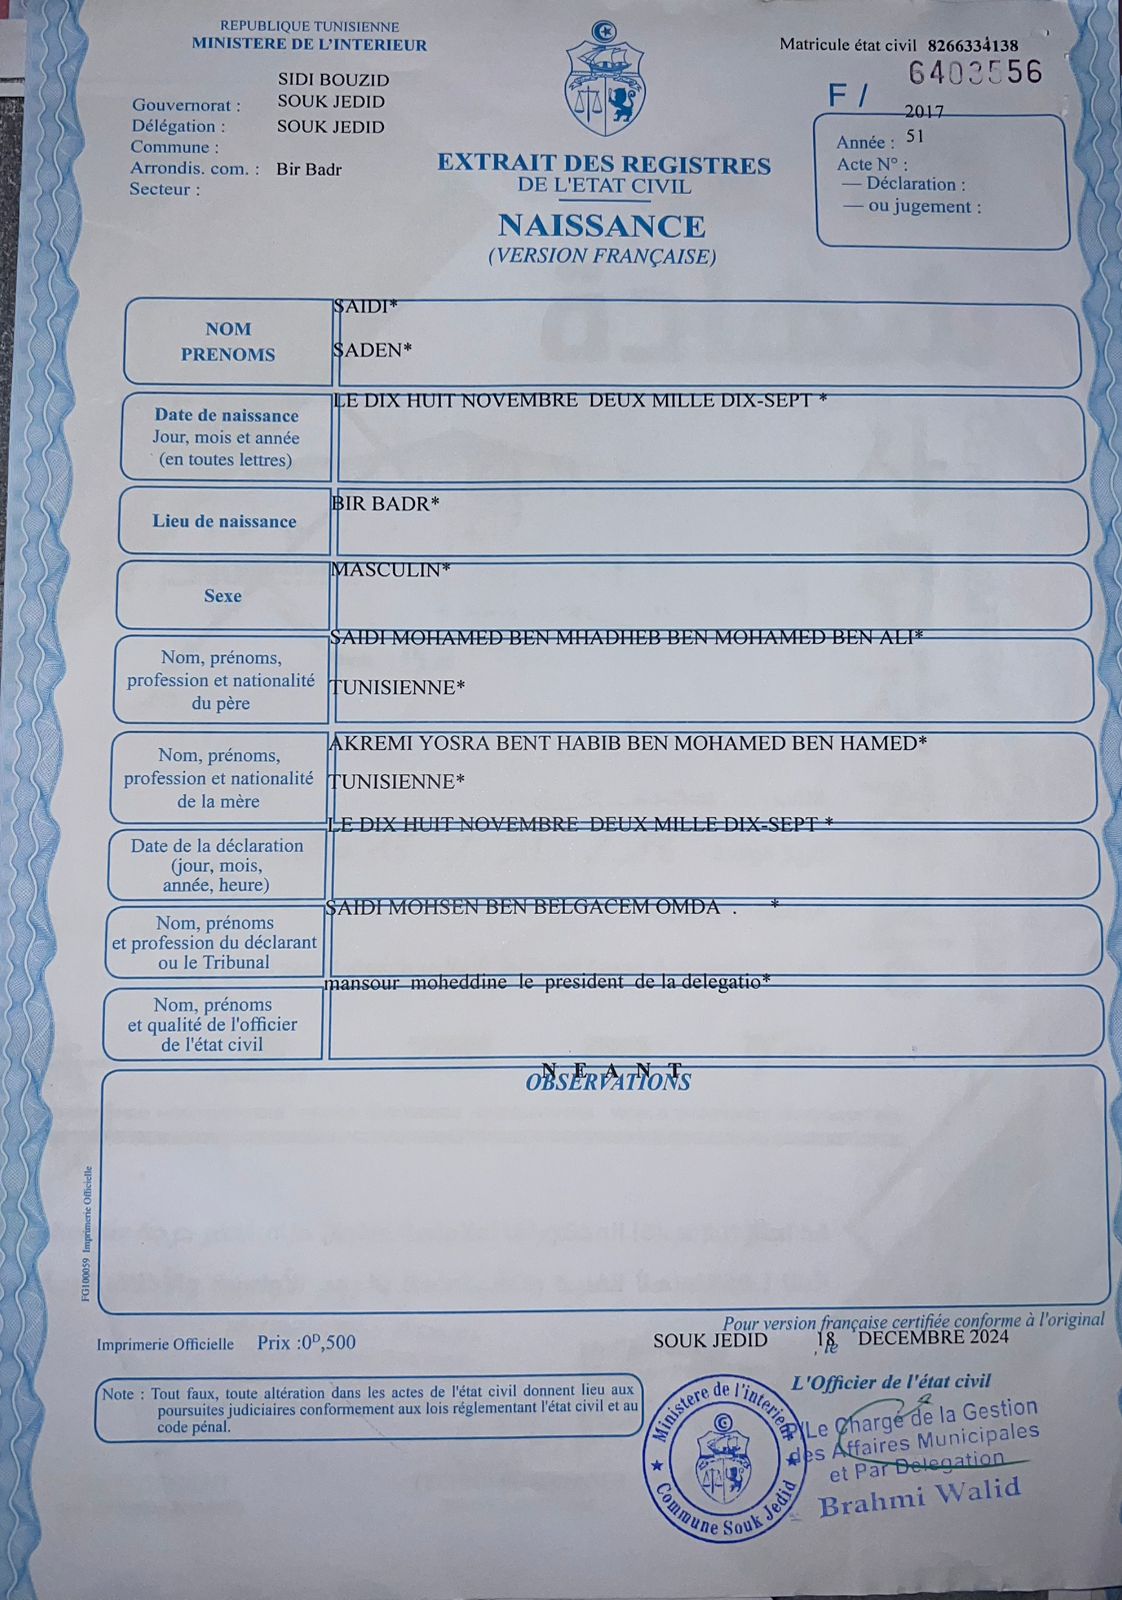 REPUBLIQUE TUNISIENNE
MINISTERE DE L'INTERIEUR
Matricule état civil 8266334138
6403556
F /
SIDI BOUZID
Gouvernorat : SOUK JEDID
Délégation : SOUK JEDID
Commune :
Arrondis. com. : Bir Badr
Secteur :
2017
Année : 51
Acte N° :
— Déclaration :
— ou jugement :
EXTRAIT DES REGISTRES
DE L'ETAT CIVIL
NAISSANCE
(VERSION FRANÇAISE)
NOM
PRENOMS
SAIDI*
SADEN*
Date de naissance
Jour, mois et année
(en toutes lettres)
LE DIX HUIT NOVEMBRE DEUX MILLE DIX-SEPT *
Lieu de naissance
BIR BADR*
Sexe
MASCULIN*
Nom, prénoms,
profession et nationalité
du père
SAIDI MOHAMED BEN MHADHEB BEN MOHAMED BEN ALI*
TUNISIENNE*
Nom, prénoms,
profession et nationalité
de la mère
AKREMI YOSRA BENT HABIB BEN MOHAMED BEN HAMED*
TUNISIENNE*
Date de la déclaration
(jour, mois,
année, heure)
LE DIX HUIT NOVEMBRE DEUX MILLE DIX-SEPT *
Nom, prénoms
et profession du déclarant
ou le Tribunal
SAIDI MOHSEN BEN BELGACEM OMDA . *
Nom, prénoms
et qualité de l'officier
de l'état civil
mansour moheddine le president de la delegatio*
N E A N T
OBSERVATIONS
FG100059 Imprimerie Officielle
Pour version française certifiée conforme à l'original
Imprimerie Officielle Prix :0ᴰ,500
SOUK JEDID , le 18 DECEMBRE 2024
Note : Tout faux, toute altération dans les actes de l'état civil donnent lieu aux
poursuites judiciaires conformement aux lois réglementant l'état civil et au
code pénal.
L'Officier de l'état civil
Ministere de l'interieur
Commune Souk Jedid
P/Le Chargé de la Gestion
des Affaires Municipales
et Par Delegation
Brahmi Walid